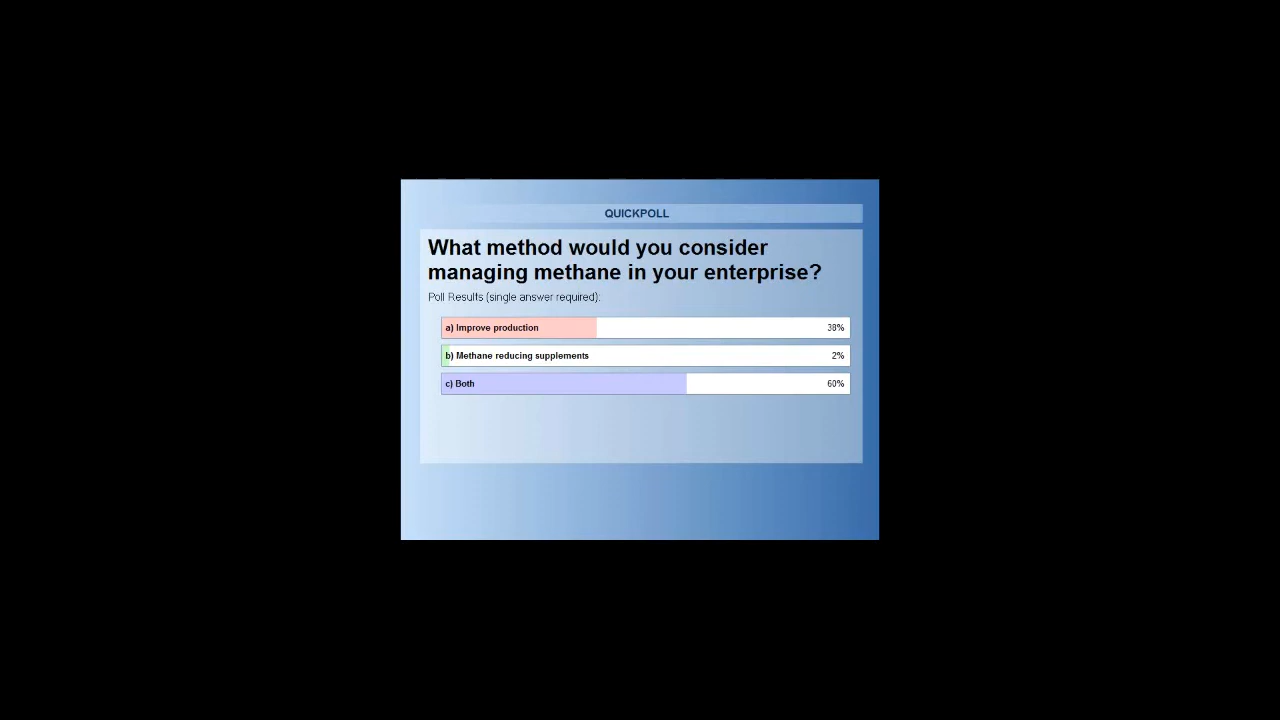 QUICKPOLL
What method would you consider
managing methane in your enterprise?
Poll Results (single answer required):
a) Improve production 38%
b) Methane reducing supplements 2%
c) Both 60%